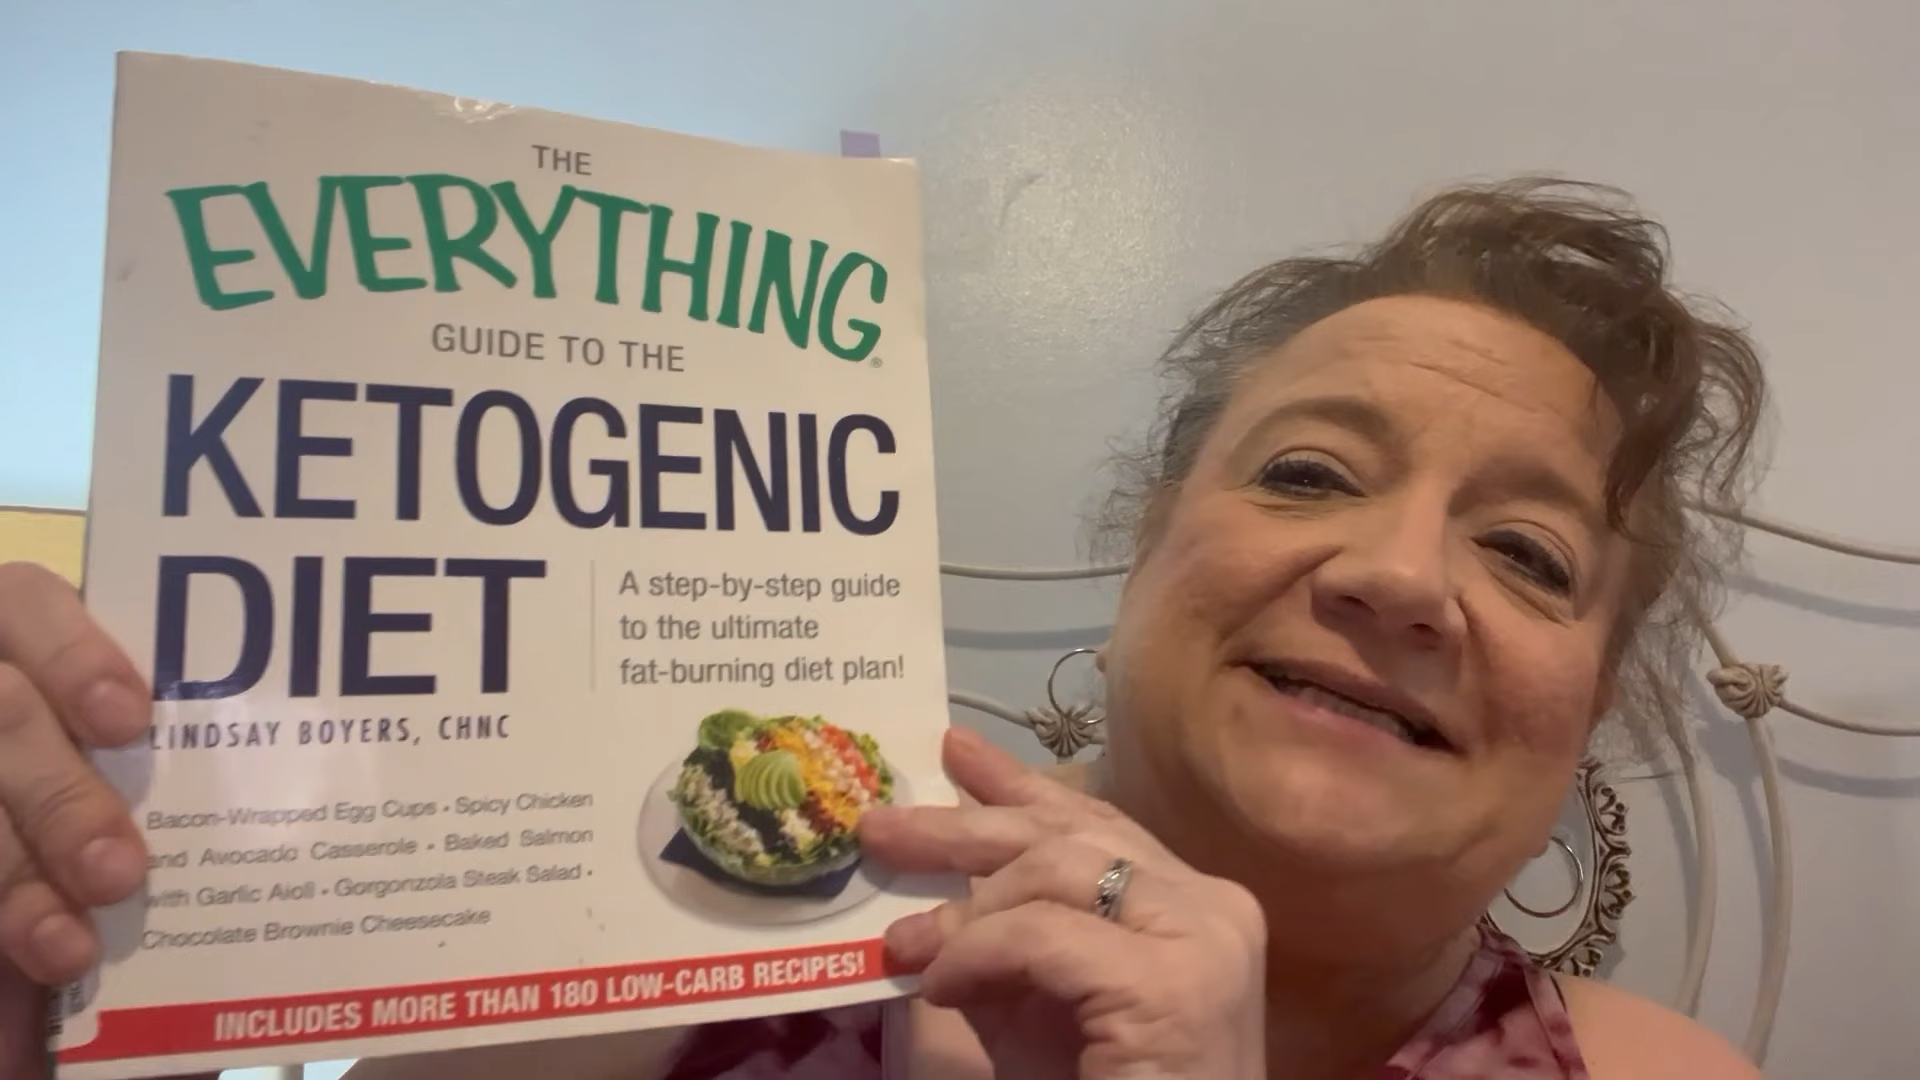 THE
EVERYTHING®
GUIDE TO THE
KETOGENIC
DIET
A step-by-step guide
to the ultimate
fat-burning diet plan!
LINDSAY BOYERS, CHNC
Bacon-Wrapped Egg Cups • Spicy Chicken
and Avocado Casserole • Baked Salmon
with Garlic Aioli • Gorgonzola Steak Salad •
Chocolate Brownie Cheesecake
INCLUDES MORE THAN 180 LOW-CARB RECIPES!